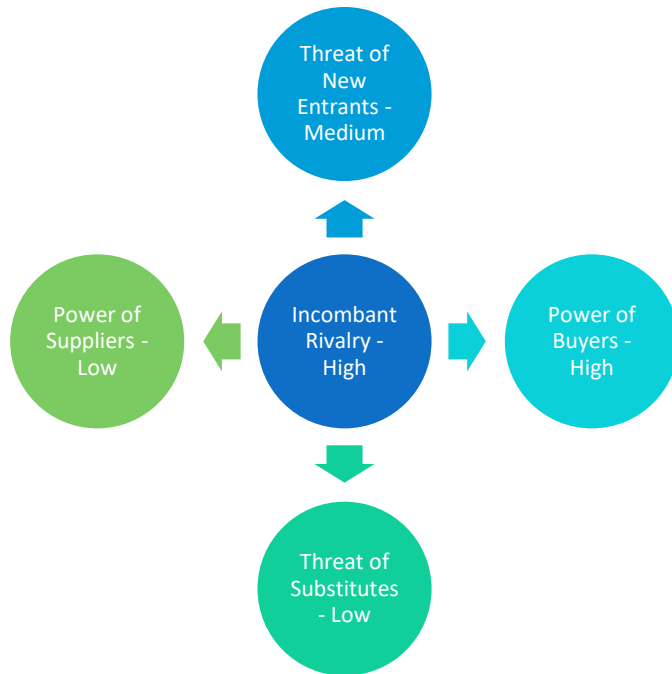 Threat of
New
Entrants -
Medium
Power of
Suppliers -
Low
Incombant
Rivalry -
High
Power of
Buyers -
High
Threat of
Substitutes
- Low